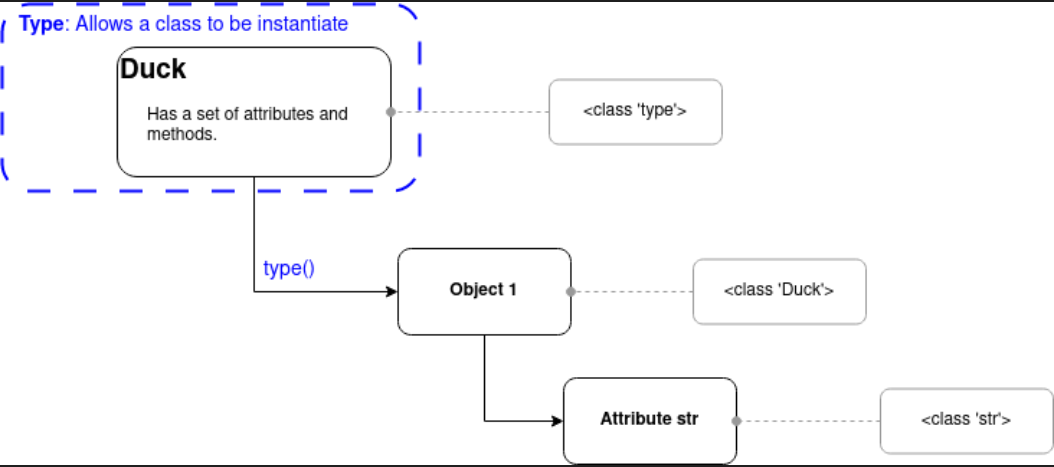 Type: Allows a class to be instantiate
Duck
Has a set of attributes and
methods.
<class 'type'>
type()
Object 1
<class 'Duck'>
Attribute str
<class 'str'>